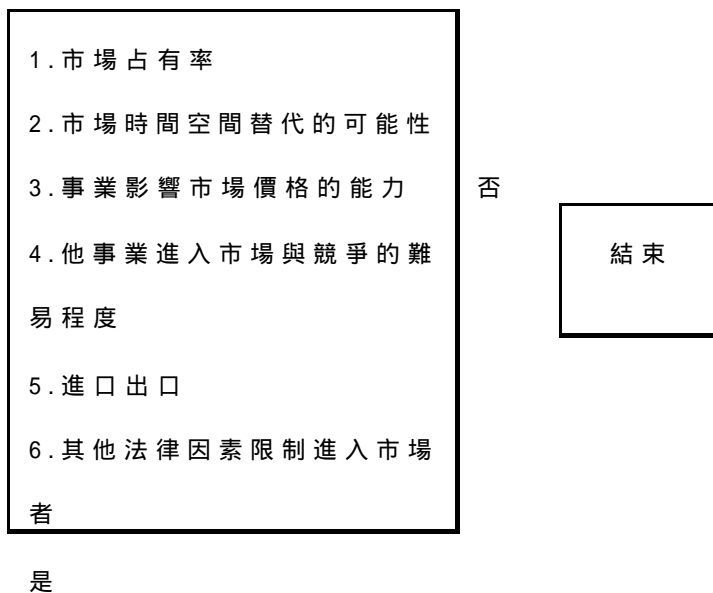 1.市場占有率
2.市場時間空間替代的可能性
3.事業影響市場價格的能力
否
4.他事業進入市場與競爭的難
結束
易程度
5.進口出口
6.其他法律因素限制進入市場
者
是